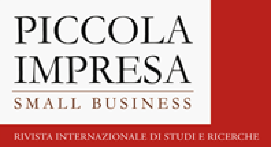 PICCOLA
IMPRESA
SMALL BUSINESS
RIVISTA INTERNAZIONALE DI STUDI E RICERCHE